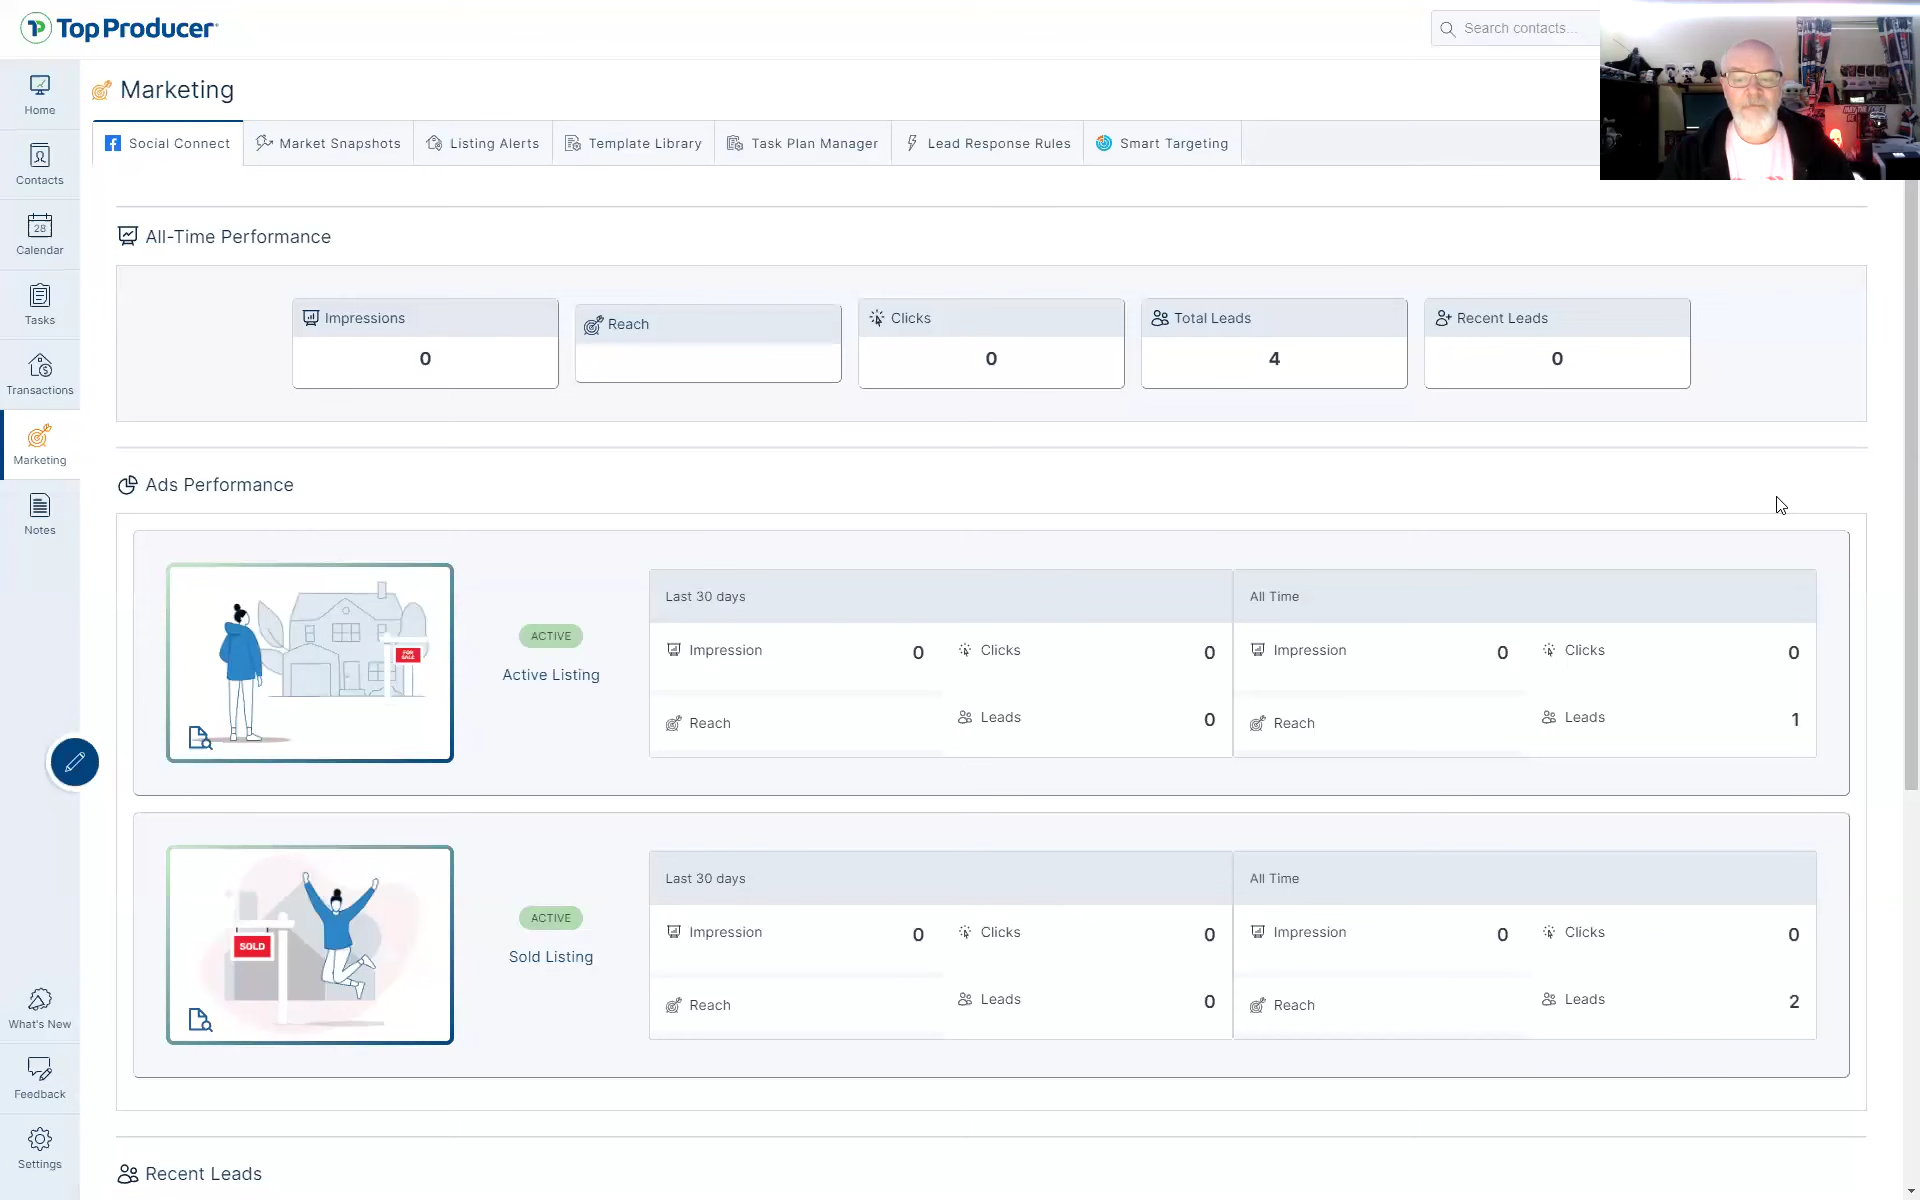 TopProducer
Search contacts...
Home
Contacts
28
Calendar
Tasks
Transactions
Marketing
Notes
What's New
Feedback
Settings
Marketing
Social Connect
Market Snapshots
Listing Alerts
Template Library
Task Plan Manager
Lead Response Rules
Smart Targeting
All-Time Performance
Impressions
0
Reach
Clicks
0
Total Leads
4
Recent Leads
0
Ads Performance
FOR SALE
ACTIVE
Active Listing
Last 30 days
Impression 0
Clicks 0
Reach
Leads 0
All Time
Impression 0
Clicks 0
Reach
Leads 1
SOLD
ACTIVE
Sold Listing
Last 30 days
Impression 0
Clicks 0
Reach
Leads 0
All Time
Impression 0
Clicks 0
Reach
Leads 2
Recent Leads